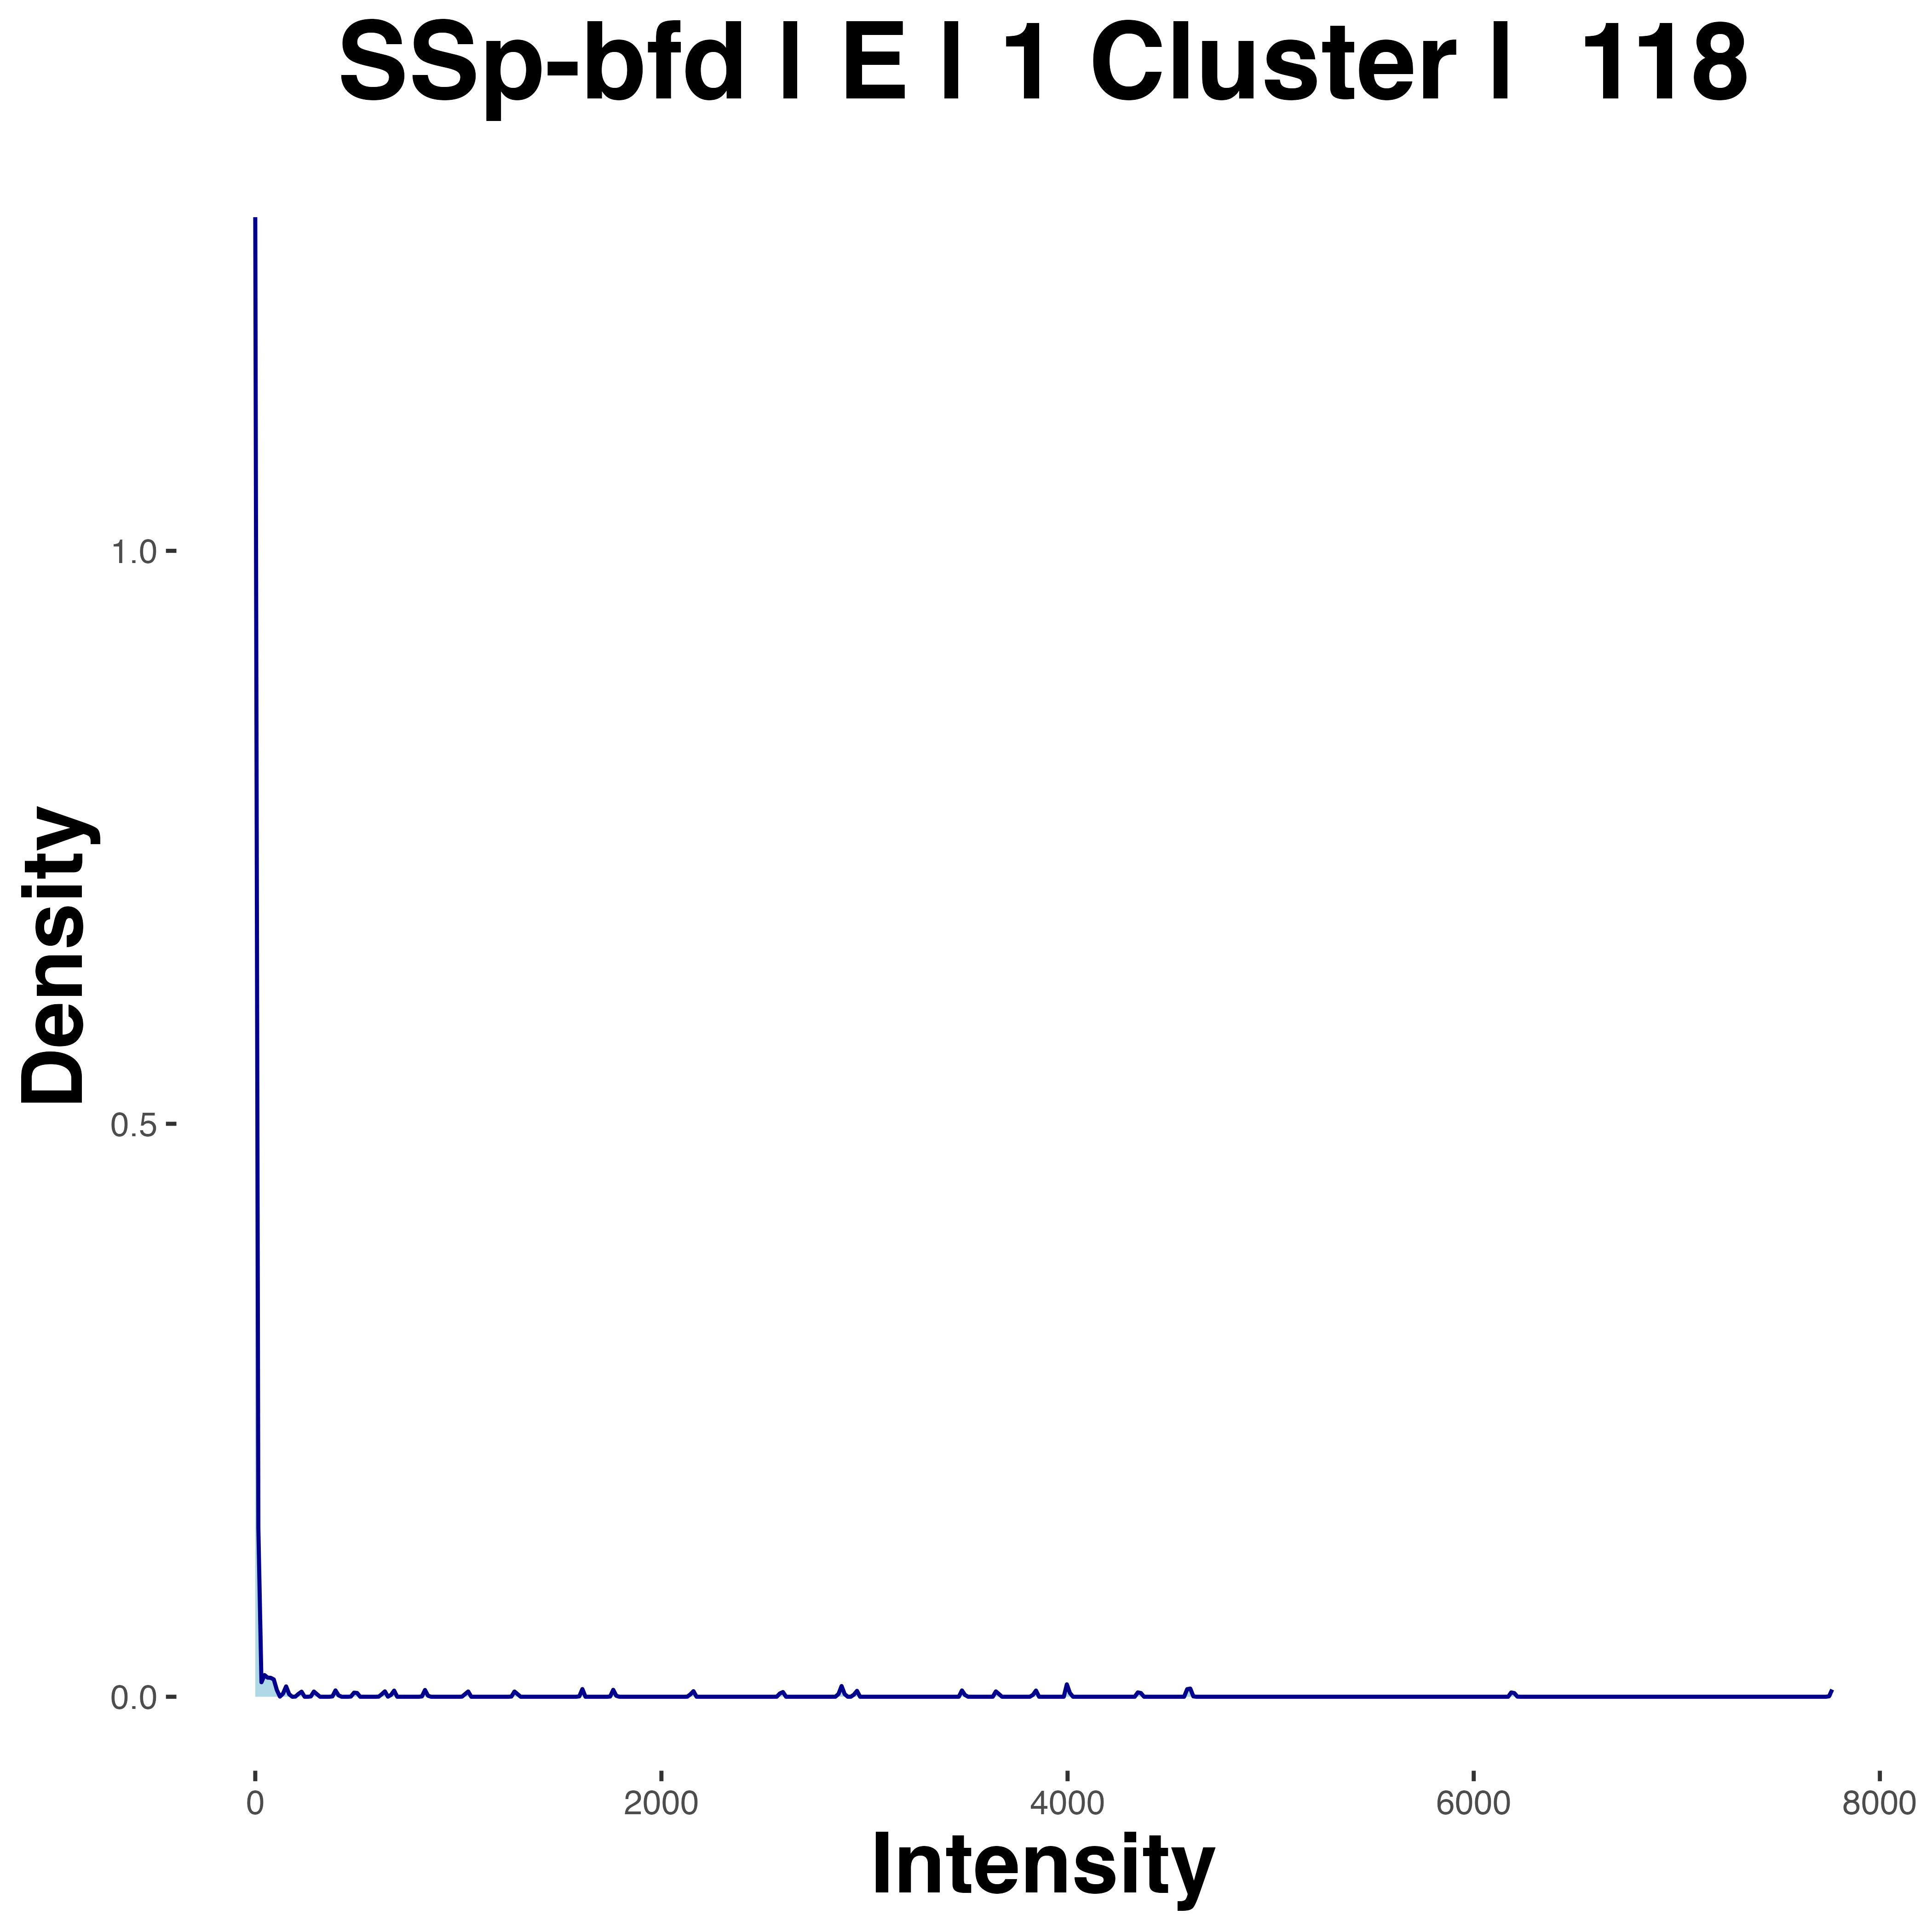 SSp-bfd | E | 1 Cluster | 118
1.0
0.5
0.0
Density
0 2000 4000 6000 8000
Intensity